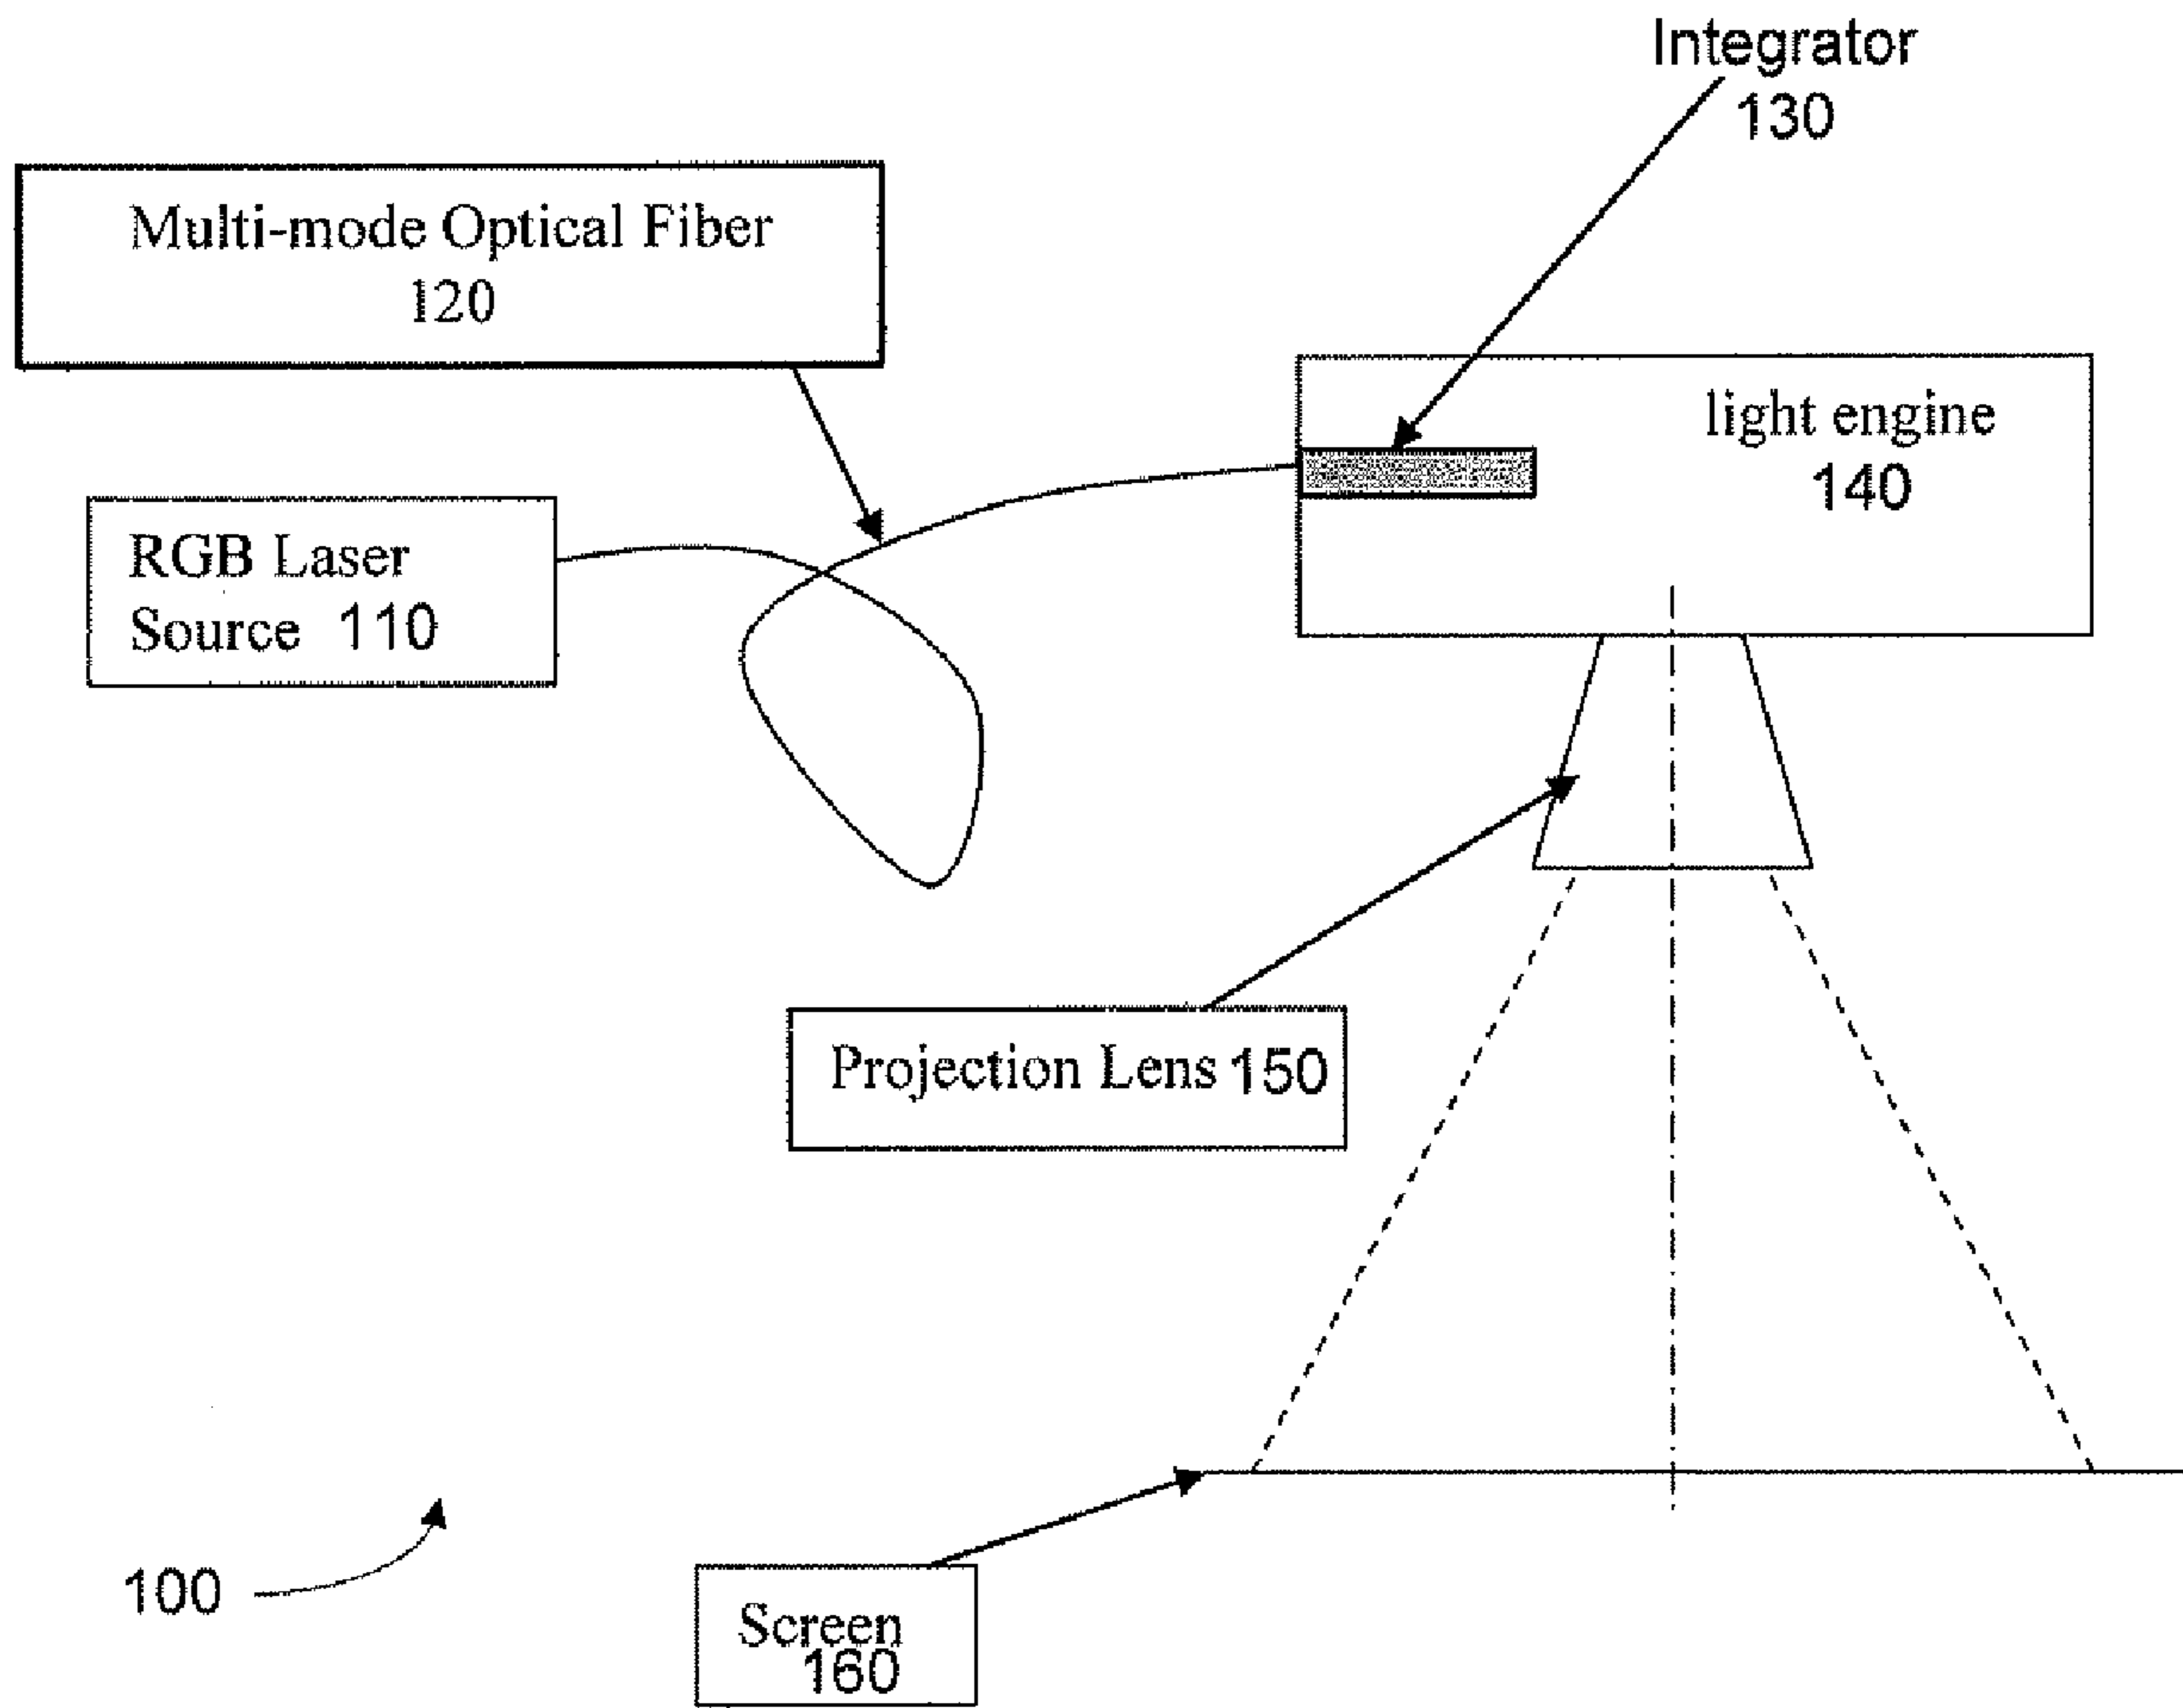 Integrator
130
Multi-mode Optical Fiber
120
light engine
140
RGB Laser
Source 110
Projection Lens 150
100
Screen
160